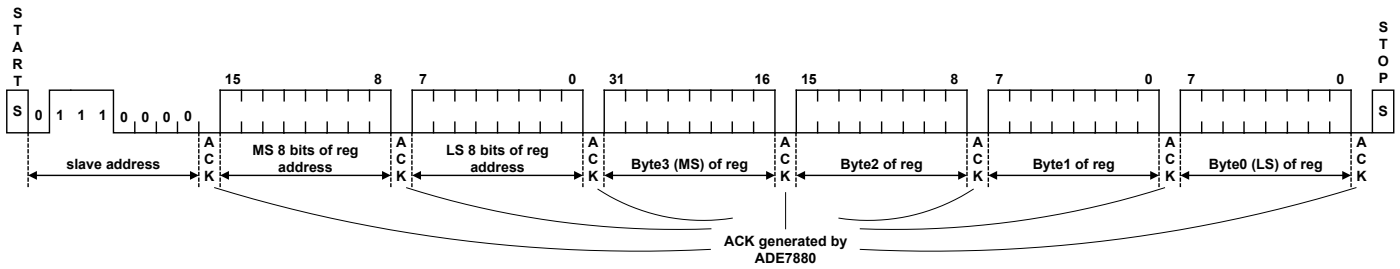 START
STOP
15 8 7 0 31 16 15 8 7 0 7 0
S 0 1 1 1 0 0 0 0 S
slave address
ACK
MS 8 bits of reg
address
ACK
LS 8 bits of reg
address
ACK
Byte3 (MS) of reg
ACK
Byte2 of reg
ACK
Byte1 of reg
ACK
Byte0 (LS) of reg
ACK
ACK generated by
ADE7880